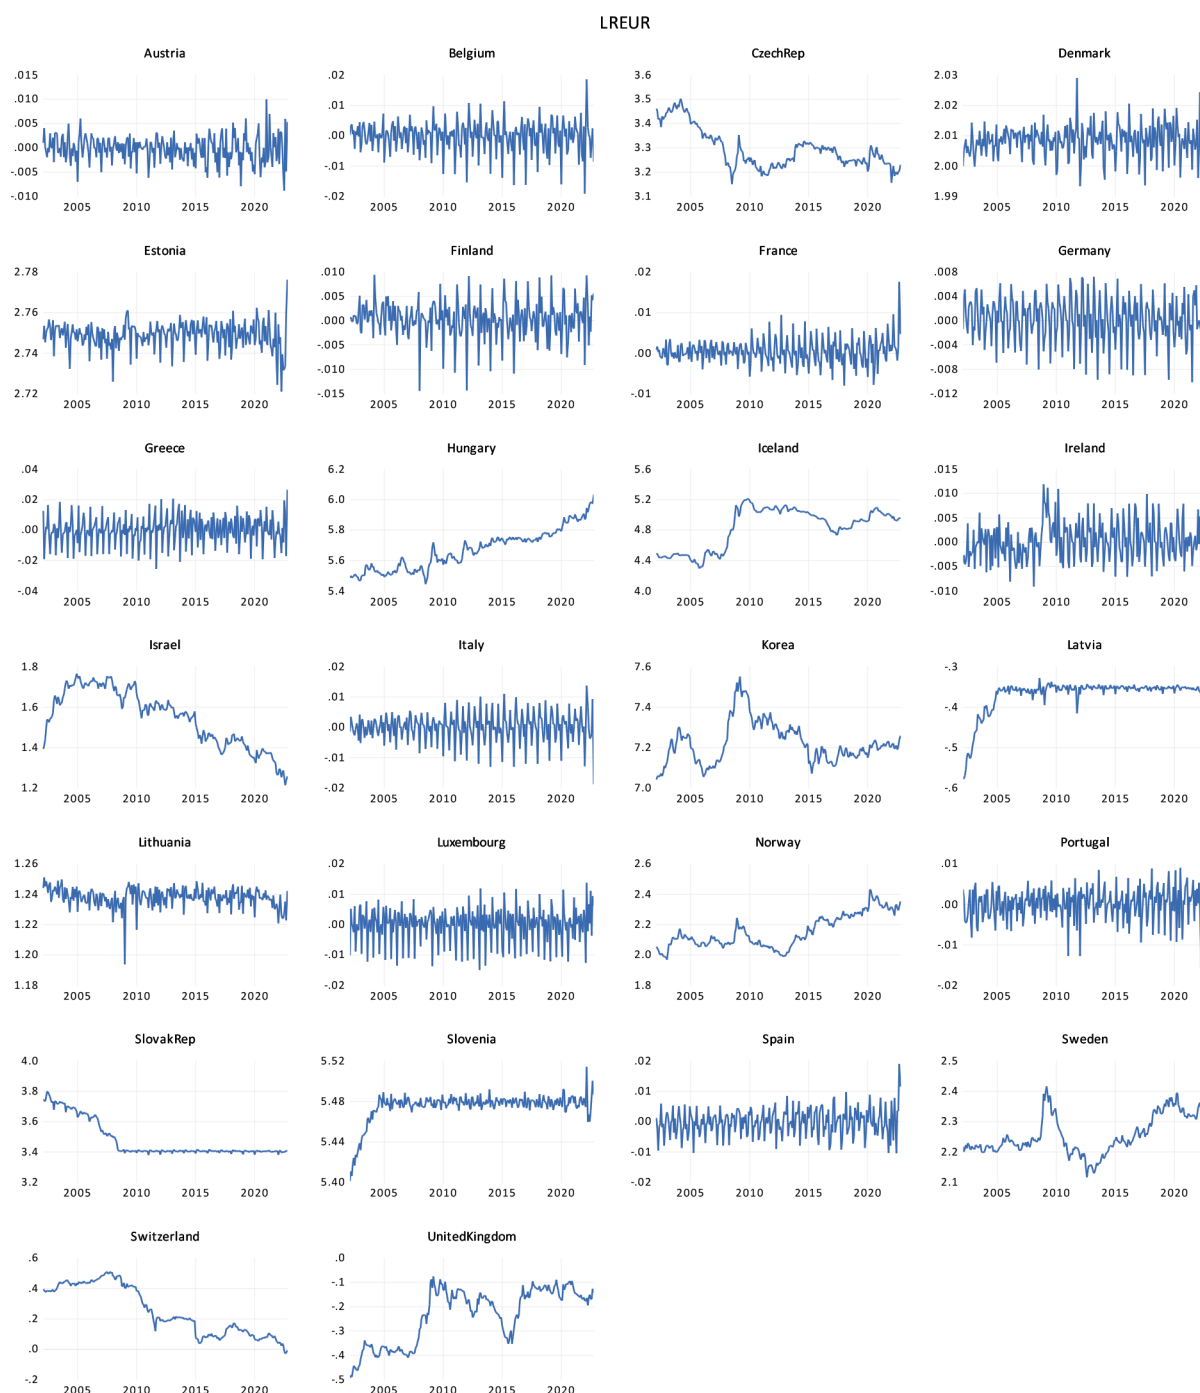 LREUR
Austria Belgium CzechRep Denmark
.015 .02 3.6 2.03
.010 3.5
.01 2.02
.005 3.4
.000 .00 2.01
3.3
-.005 -.01 3.2 2.00
-.010 -.02 3.1 1.99
2005 2010 2015 2020 2005 2010 2015 2020 2005 2010 2015 2020 2005 2010 2015 2020
Estonia Finland France Germany
2.78 .010 .02 .008
.005 .004
2.76 .01
.000 .000
-.005 -.004
2.74 .00
-.010 -.008
2.72 -.015 -.01 -.012
2005 2010 2015 2020 2005 2010 2015 2020 2005 2010 2015 2020 2005 2010 2015 2020
Greece Hungary Iceland Ireland
.04 6.2 5.6 .015
.02 6.0 5.2 .010
.005
.00 5.8 4.8
.000
-.02 5.6 4.4 -.005
-.04 5.4 4.0 -.010
2005 2010 2015 2020 2005 2010 2015 2020 2005 2010 2015 2020 2005 2010 2015 2020
Israel Italy Korea Latvia
1.8 .02 7.6 -.3
.01 7.4 -.4
1.6
.00
1.4 7.2 -.5
-.01
1.2 -.02 7.0 -.6
2005 2010 2015 2020 2005 2010 2015 2020 2005 2010 2015 2020 2005 2010 2015 2020
Lithuania Luxembourg Norway Portugal
1.26 .02 2.6 .01
1.24 .01 2.4
.00
1.22 .00 2.2
-.01
1.20 -.01 2.0
1.18 -.02 1.8 -.02
2005 2010 2015 2020 2005 2010 2015 2020 2005 2010 2015 2020 2005 2010 2015 2020
SlovakRep Slovenia Spain Sweden
4.0 5.52 .02 2.5
3.8 .01 2.4
5.48
3.6 .00 2.3
5.44
3.4 -.01 2.2
3.2 5.40 -.02 2.1
2005 2010 2015 2020 2005 2010 2015 2020 2005 2010 2015 2020 2005 2010 2015 2020
Switzerland UnitedKingdom
.6 .0
.4 -.1
-.2
.2
-.3
.0 -.4
-.2 -.5
2005 2010 2015 2020 2005 2010 2015 2020